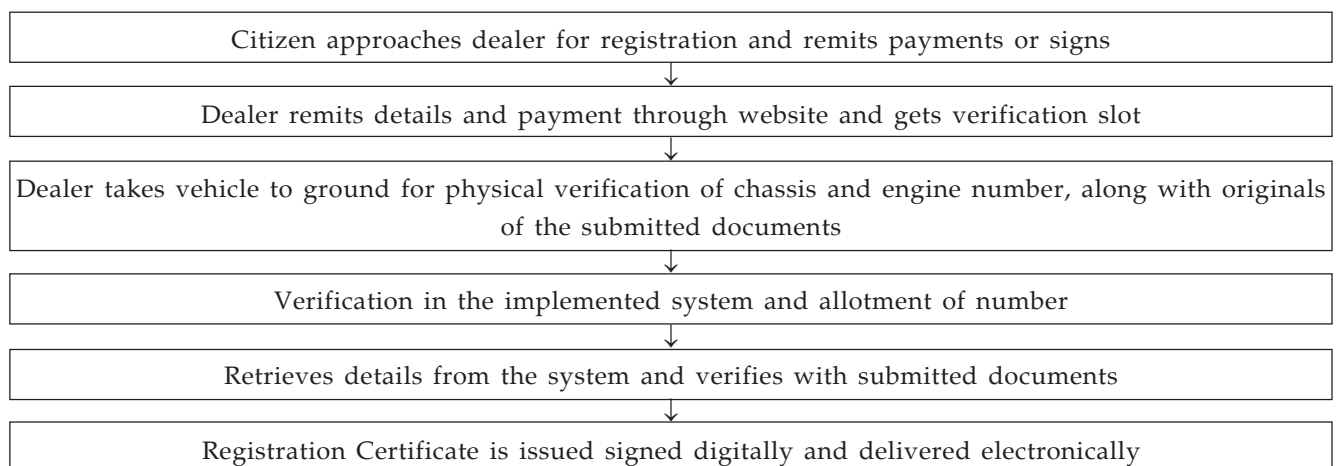 Citizen approaches dealer for registration and remits payments or signs
Dealer remits details and payment through website and gets verification slot
Dealer takes vehicle to ground for physical verification of chassis and engine number, along with originals
of the submitted documents
Verification in the implemented system and allotment of number
Retrieves details from the system and verifies with submitted documents
Registration Certificate is issued signed digitally and delivered electronically